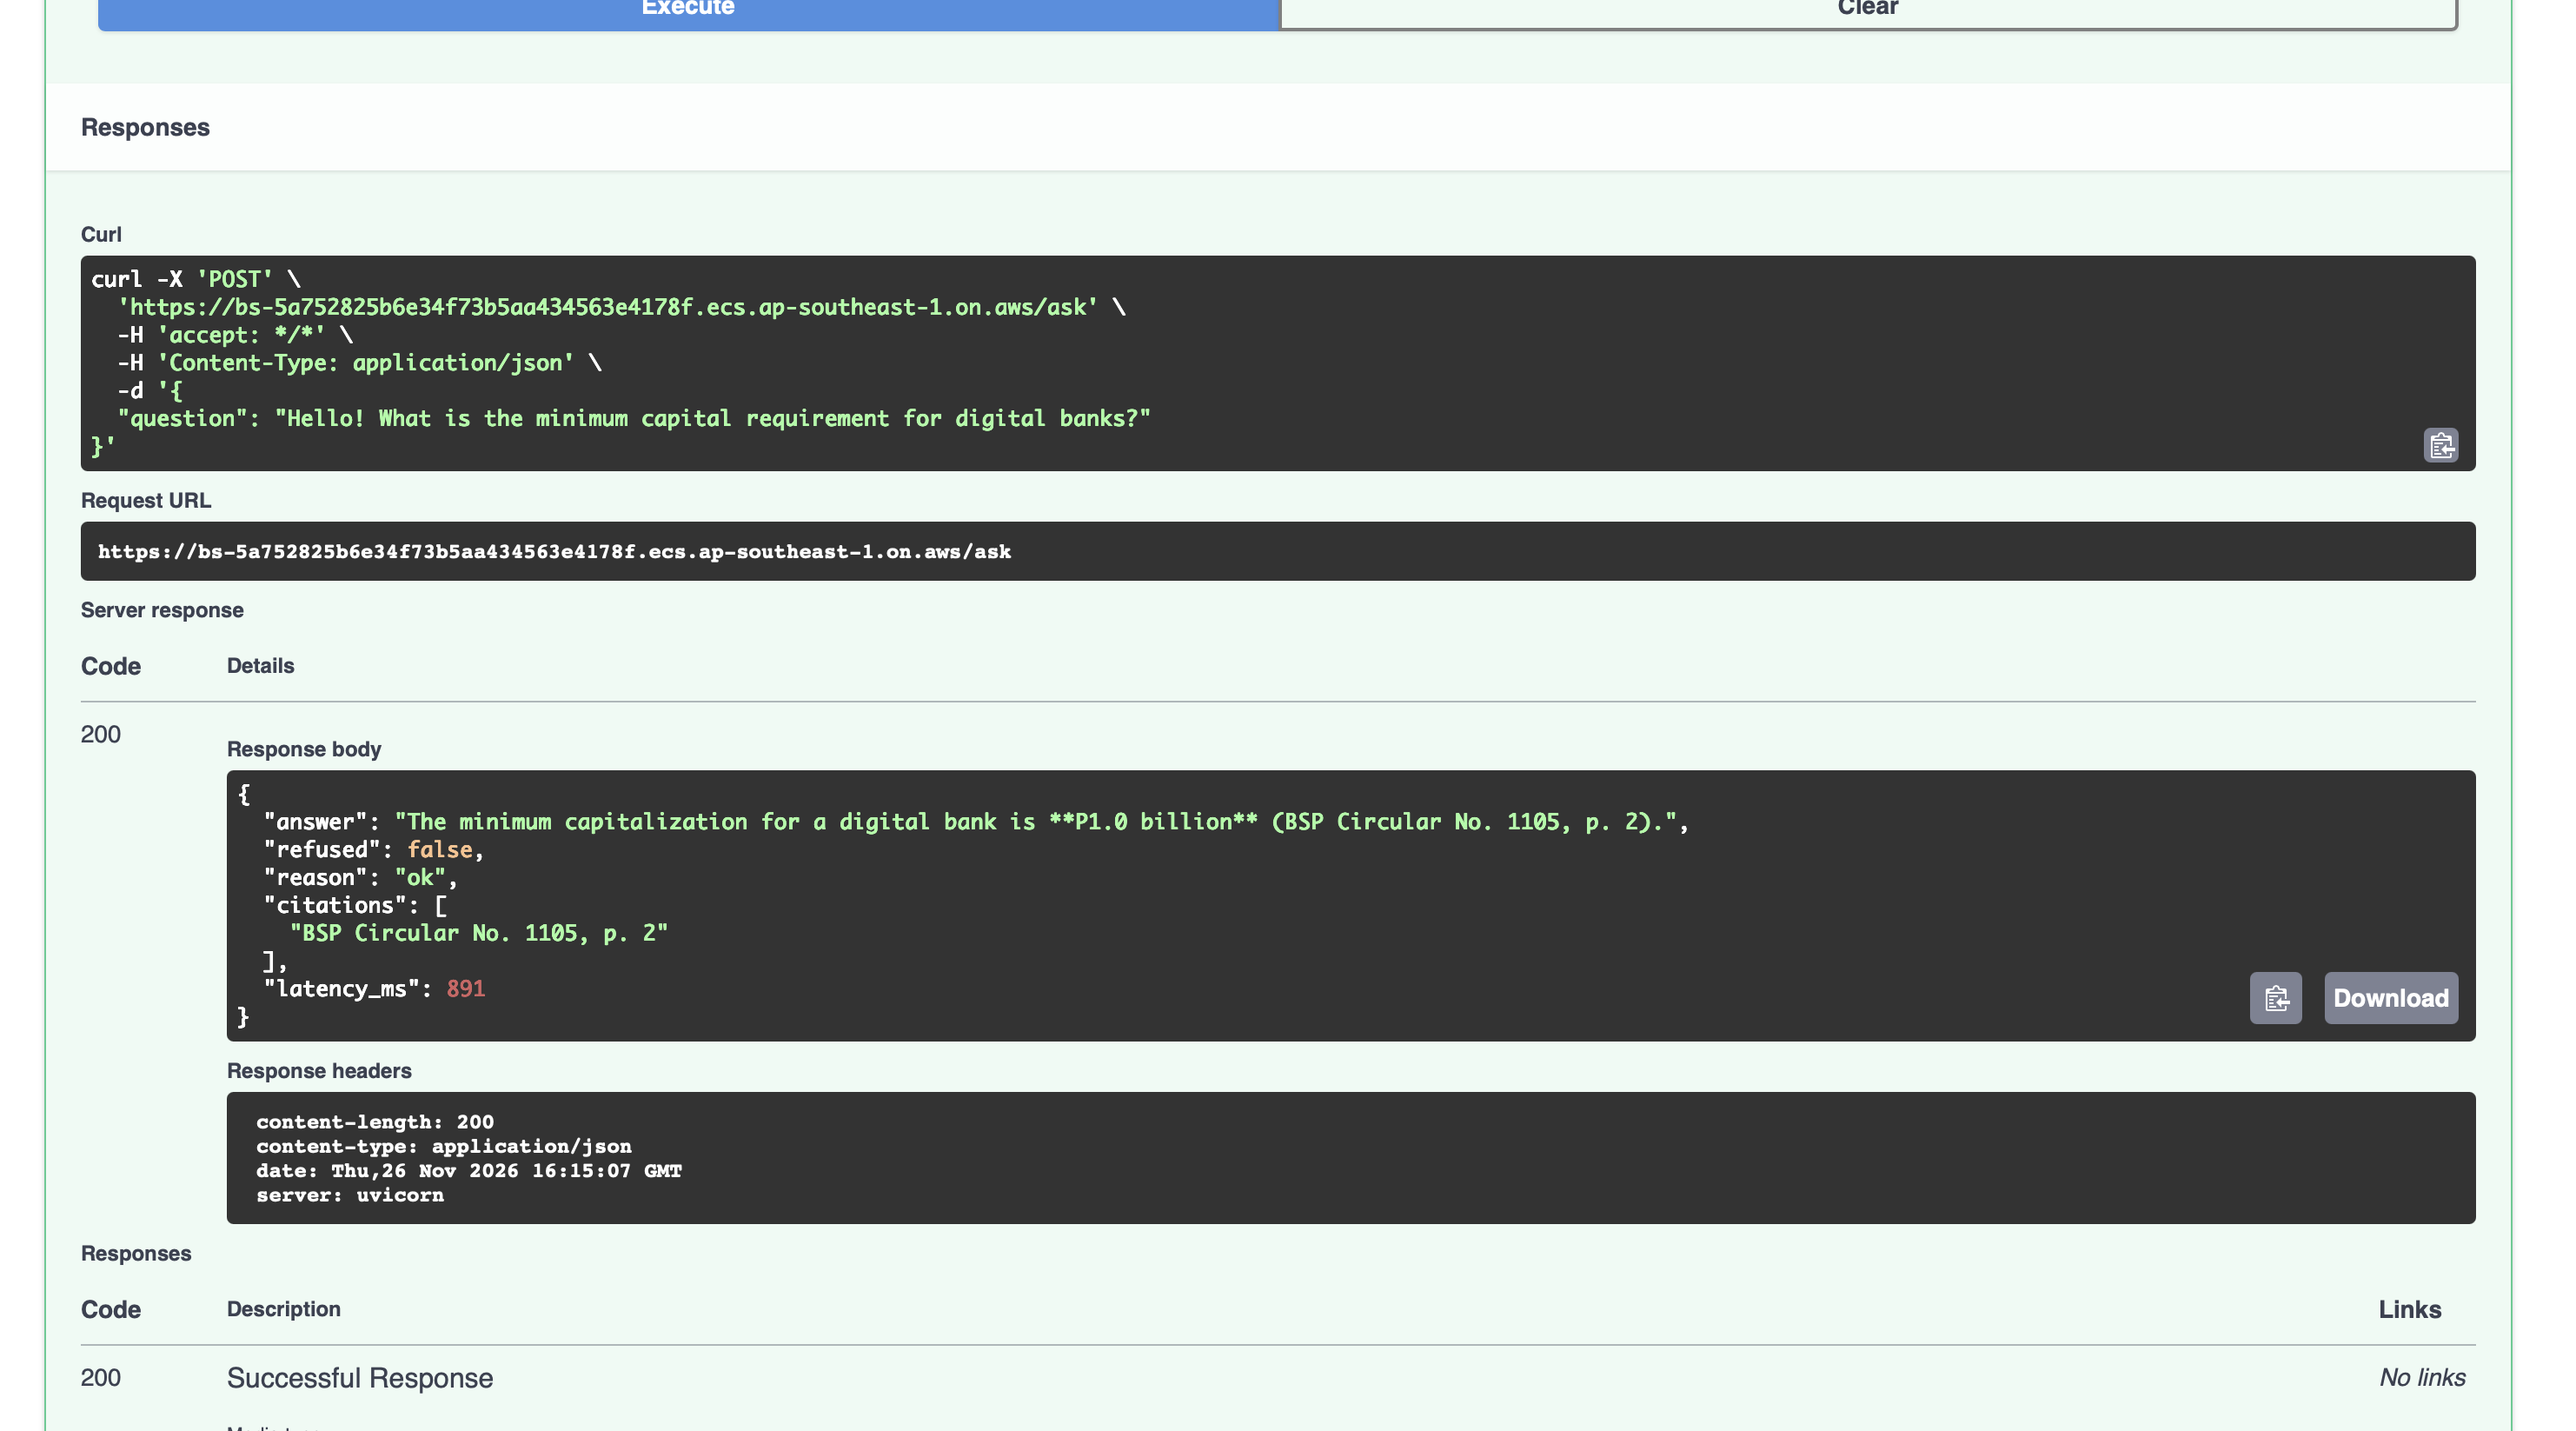 Execute
Clear
Responses
Curl
curl -X 'POST' \
'https://bs-5a752825b6e34f73b5aa434563e4178f.ecs.ap-southeast-1.on.aws/ask' \
-H 'accept: */*' \
-H 'Content-Type: application/json' \
-d '{
"question": "Hello! What is the minimum capital requirement for digital banks?"
}'
Request URL
https://bs-5a752825b6e34f73b5aa434563e4178f.ecs.ap-southeast-1.on.aws/ask
Server response
Code Details
200
Response body
{
"answer": "The minimum capitalization for a digital bank is **P1.0 billion** (BSP Circular No. 1105, p. 2).",
"refused": false,
"reason": "ok",
"citations": [
"BSP Circular No. 1105, p. 2"
],
"latency_ms": 891
}
Download
Response headers
content-length: 200
content-type: application/json
date: Thu,26 Nov 2026 16:15:07 GMT
server: uvicorn
Responses
Code Description Links
200 Successful Response No links